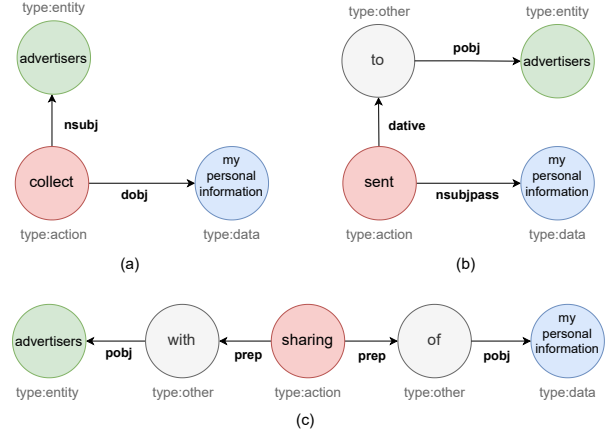 type:entity
advertisers
nsubj
collect
dobj
my
personal
information
type:action
type:data
(a)
type:other
type:entity
to
pobj
advertisers
dative
sent
nsubjpass
my
personal
information
type:action
type:data
(b)
advertisers
pobj
with
prep
sharing
prep
of
pobj
my
personal
information
type:entity
type:other
type:action
type:other
type:data
(c)